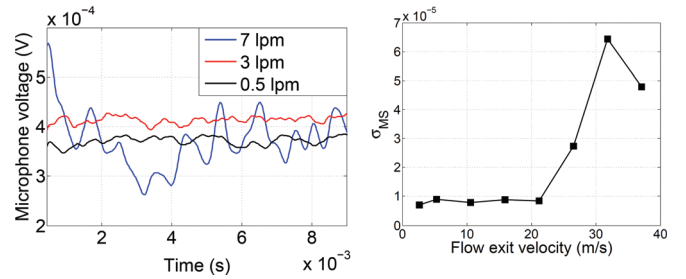 x 10⁻⁴
Microphone voltage (V)
5
4
3
2
7 lpm
3 lpm
0.5 lpm
2 4 6 8
Time (s)
x 10⁻³
7 x 10⁻⁵
6
5
4
3
2
1
0
σMS
0 10 20 30 40
Flow exit velocity (m/s)